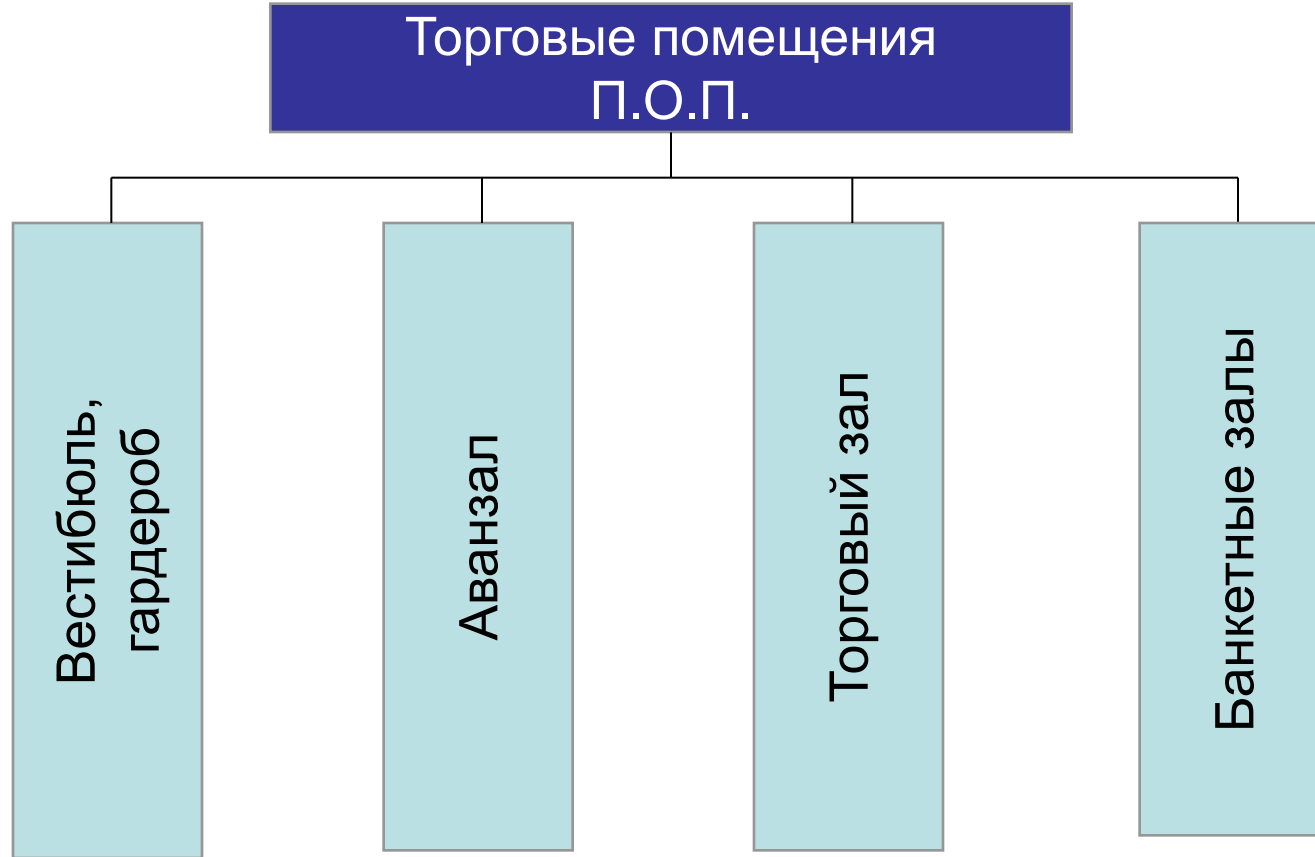 Торговые помещения
П.О.П.
Вестибюль,
гардероб
Аванзал
Торговый зал
Банкетные залы